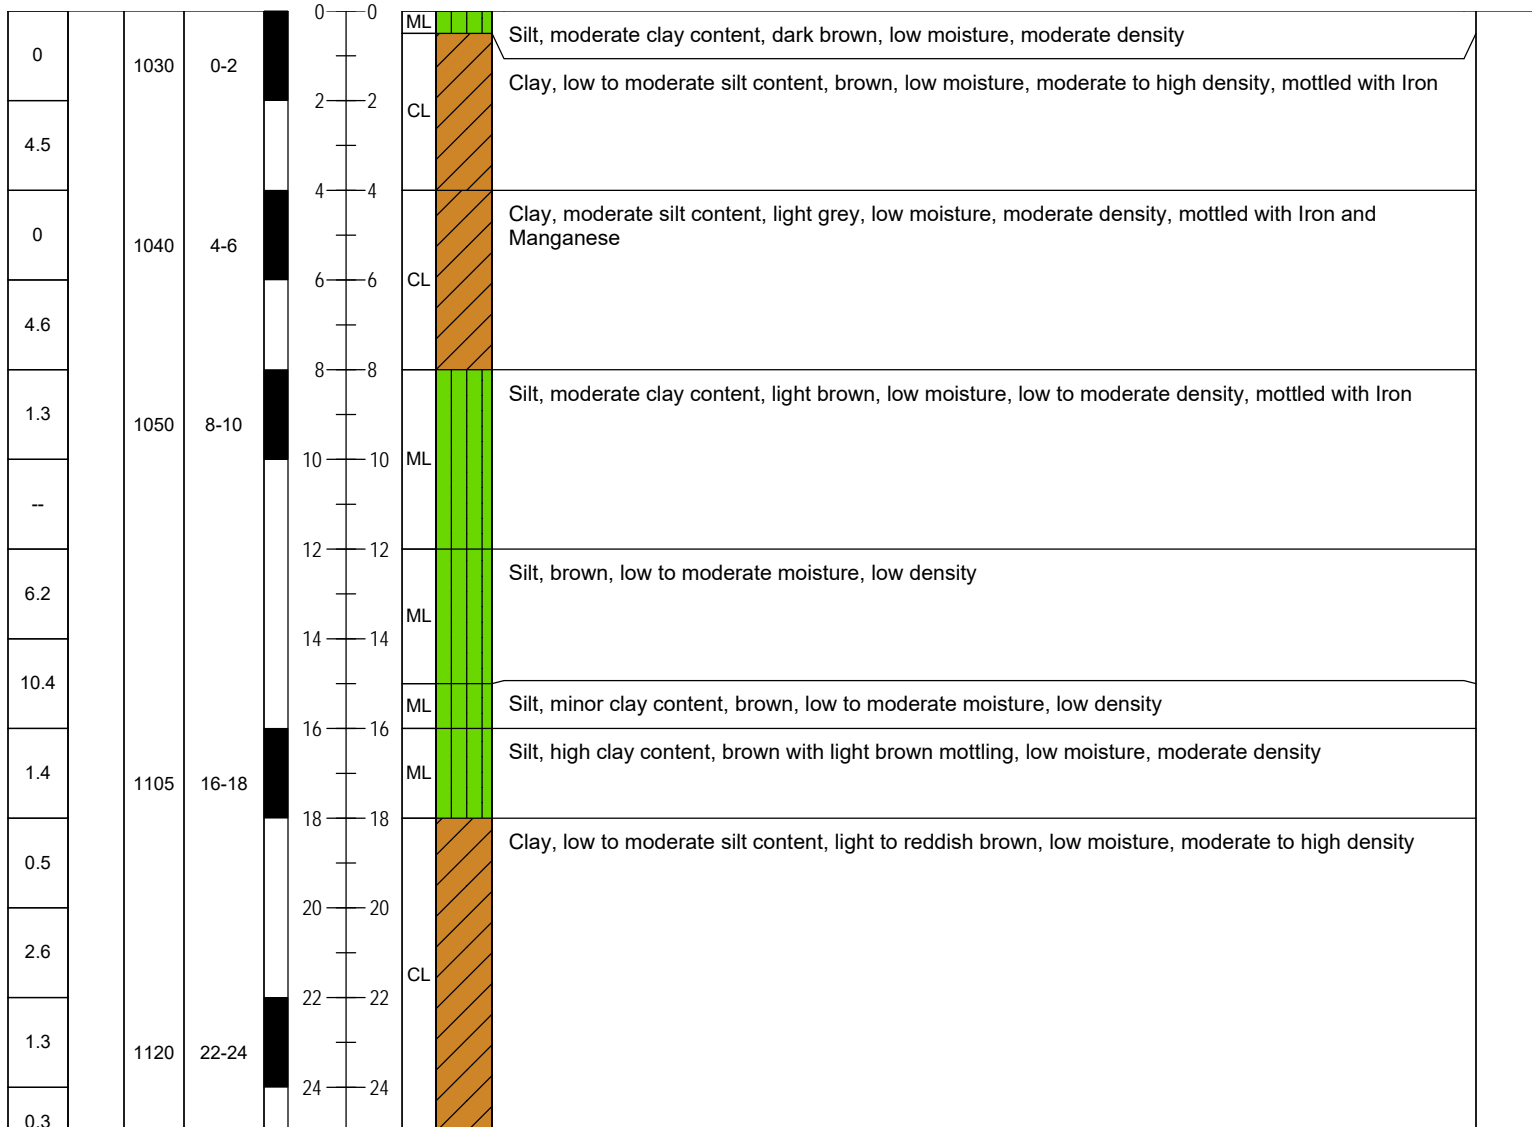 0 0
ML
Silt, moderate clay content, dark brown, low moisture, moderate density
0
1030 0-2
Clay, low to moderate silt content, brown, low moisture, moderate to high density, mottled with Iron
2 2
CL
4.5
4 4
Clay, moderate silt content, light grey, low moisture, moderate density, mottled with Iron and
Manganese
0
1040 4-6
6 6
CL
4.6
8 8
Silt, moderate clay content, light brown, low moisture, low to moderate density, mottled with Iron
1.3
1050 8-10
10 10
ML
--
12 12
Silt, brown, low to moderate moisture, low density
6.2
ML
14 14
10.4
ML
Silt, minor clay content, brown, low to moderate moisture, low density
16 16
Silt, high clay content, brown with light brown mottling, low moisture, moderate density
1.4
ML
1105 16-18
18 18
Clay, low to moderate silt content, light to reddish brown, low moisture, moderate to high density
0.5
20 20
2.6
CL
22 22
1.3
1120 22-24
24 24
0.3